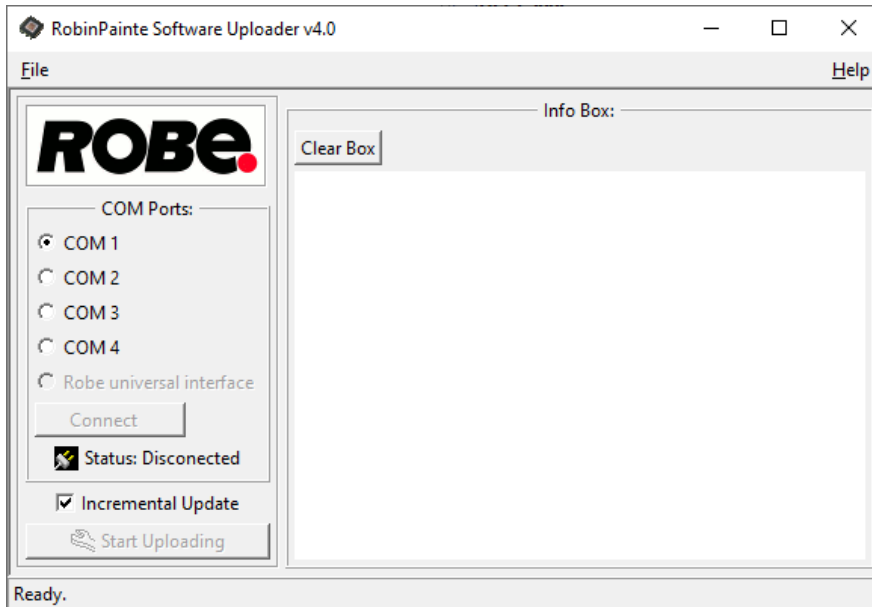 RobinPainte Software Uploader v4.0
File
Help
ROBe.
COM Ports:
COM 1
COM 2
COM 3
COM 4
Robe universal interface
Connect
Status: Disconected
Incremental Update
Start Uploading
Info Box:
Clear Box
Ready.